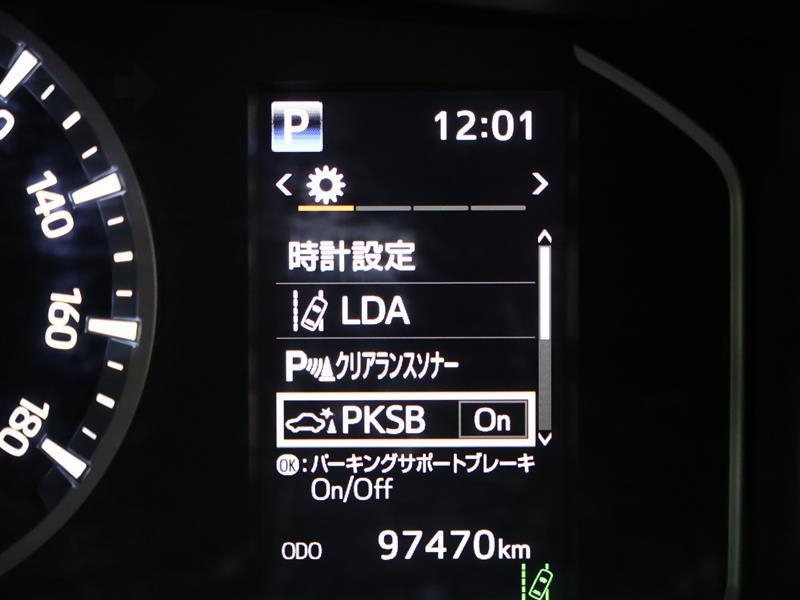 P 12:01
時計設定
LDA
Pクリアランスソナー
PKSB On
OK:パーキングサポートブレーキ
On/Off
ODO 97470km
140
160
180